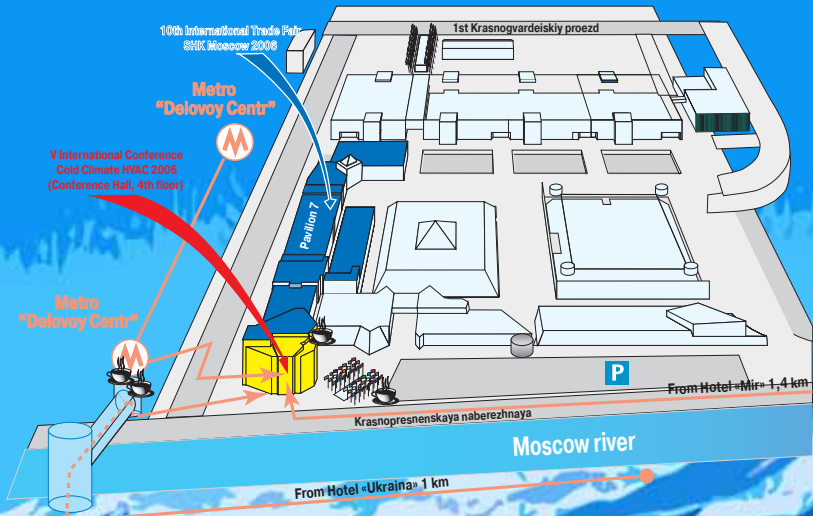 1st Krasnogvardeiskiy proezd
10th International Trade Fair
SHK Moscow 2006
Metro
“Delovoy Centr”
M
V International Conference
Cold Climate HVAC 2006
(Conference Hall, 4th floor)
Pavilion 7
Metro
“Delovoy Centr”
M
P
From Hotel «Mir» 1,4 km
Krasnopresnenskaya naberezhnaya
Moscow river
From Hotel «Ukraina» 1 km